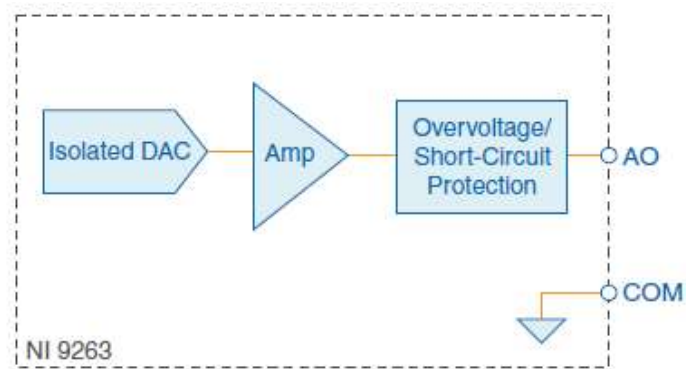 Isolated DAC
Amp
Overvoltage/
Short-Circuit
Protection
AO
COM
NI 9263